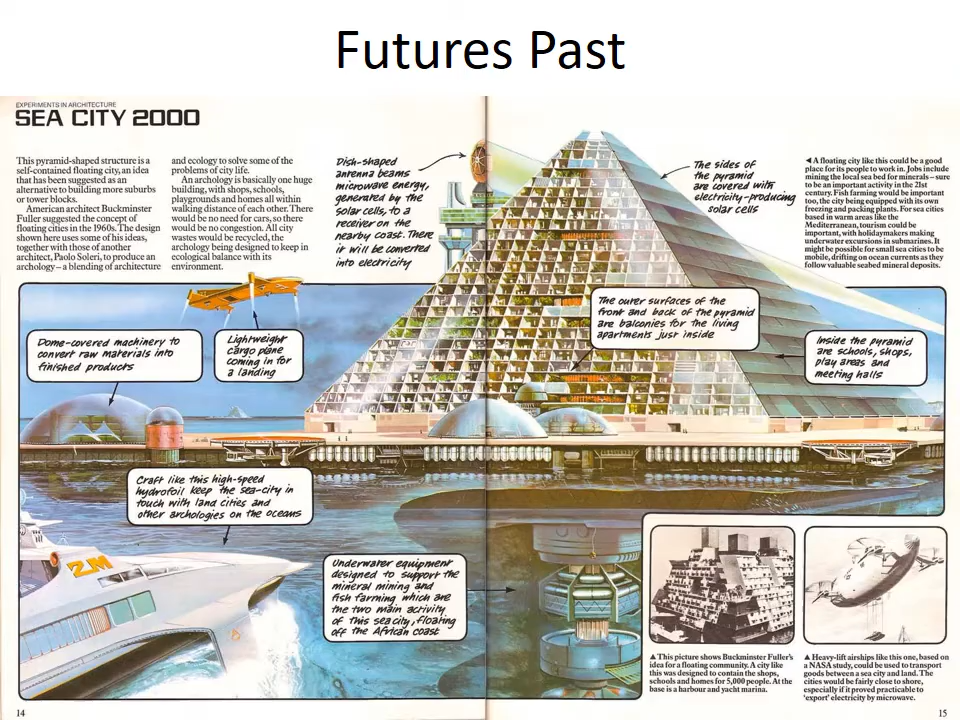 Futures Past
EXPERIMENTS IN ARCHITECTURE
SEA CITY 2000
This pyramid-shaped structure is a
self-contained floating city, an idea
that has been suggested as an
alternative to building more suburbs
or tower blocks.
American architect Buckminster
Fuller suggested the concept of
floating cities in the 1960s. The design
shown here uses some of his ideas,
together with those of another
architect, Paolo Soleri, to produce an
archology – a blending of architecture
and ecology to solve some of the
problems of city life.
An archology is basically one huge
building, with shops, schools,
playgrounds and homes all within
walking distance of each other. There
would be no need for cars, so there
would be no congestion. All city
wastes would be recycled, the
archology being designed to keep in
ecological balance with its
environment.
Dish-shaped
antenna beams
microwave energy,
generated by the
solar cells, to a
receiver on the
nearby coast. There
it will be converted
into electricity
The sides of
the pyramid
are covered with
electricity-producing
solar cells
◄ A floating city like this could be a good
place for its people to work in. Jobs include
mining the local sea bed for minerals – sure
to be an important activity in the 21st
century. Fish farming would be important
too, the city being equipped with its own
freezing and packing plants. For sea cities
based in warm areas like the
Mediterranean, tourism could be
important, with holidaymakers making
underwater excursions in submarines. It
might be possible for small sea cities to be
mobile, drifting on ocean currents as they
follow valuable seabed mineral deposits.
Dome-covered machinery to
convert raw materials into
finished products
Lightweight
cargo plane
coming in for
a landing
The outer surfaces of the
front and back of the pyramid
are balconies for the living
apartments just inside
Inside the pyramid
are schools, shops,
play areas and
meeting halls
Craft like this high-speed
hydrofoil keep the sea-city in
touch with land cities and
other archologies on the oceans
ZM
Underwater equipment
designed to support the
mineral mining and
fish farming which are
the two main activity
of this sea city, floating
off the African coast
▲ This picture shows Buckminster Fuller's
idea for a floating community. A city like
this was designed to contain the shops,
schools and homes for 5,000 people. At the
base is a harbour and yacht marina.
▲ Heavy-lift airships like this one, based on
a NASA study, could be used to transport
goods between a sea city and land. The
cities would be fairly close to shore,
especially if it proved practicable to
'export' electricity by microwave.
14
15